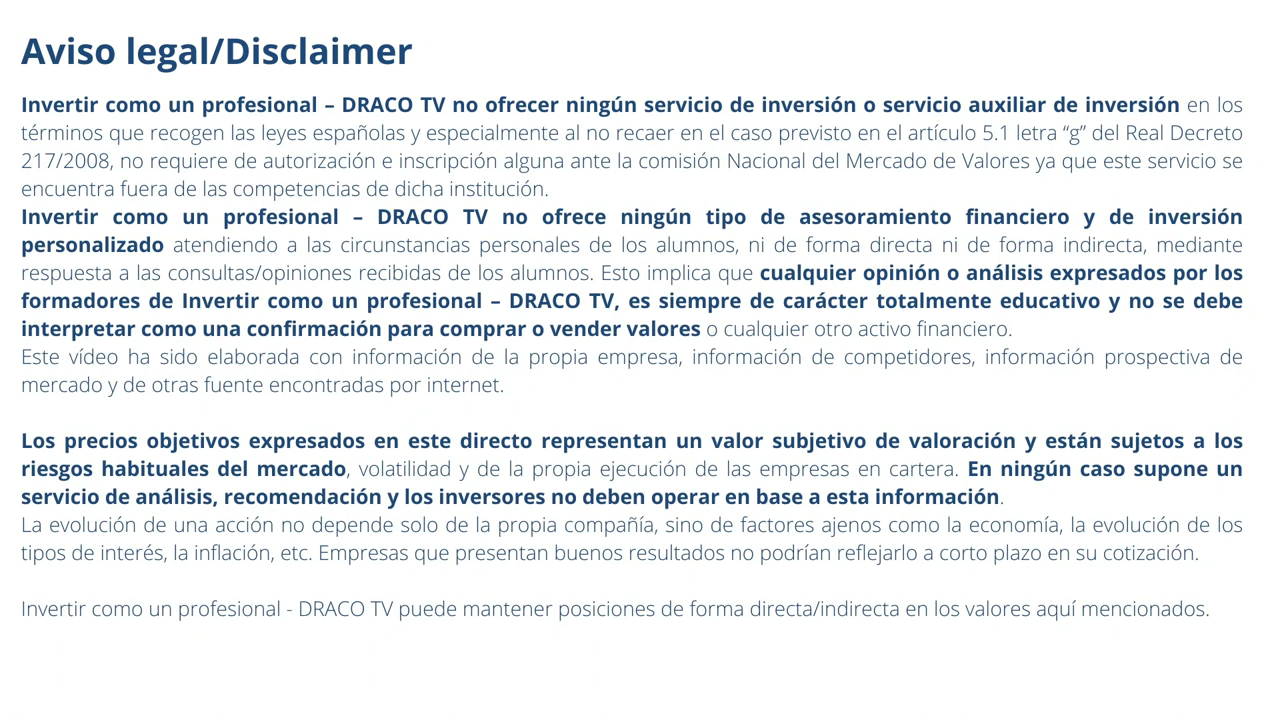 Aviso legal/Disclaimer
Invertir como un profesional – DRACO TV no ofrecer ningún servicio de inversión o servicio auxiliar de inversión en los
términos que recogen las leyes españolas y especialmente al no recaer en el caso previsto en el artículo 5.1 letra “g” del Real Decreto
217/2008, no requiere de autorización e inscripción alguna ante la comisión Nacional del Mercado de Valores ya que este servicio se
encuentra fuera de las competencias de dicha institución.
Invertir como un profesional – DRACO TV no ofrece ningún tipo de asesoramiento financiero y de inversión
personalizado atendiendo a las circunstancias personales de los alumnos, ni de forma directa ni de forma indirecta, mediante
respuesta a las consultas/opiniones recibidas de los alumnos. Esto implica que cualquier opinión o análisis expresados por los
formadores de Invertir como un profesional – DRACO TV, es siempre de carácter totalmente educativo y no se debe
interpretar como una confirmación para comprar o vender valores o cualquier otro activo financiero.
Este vídeo ha sido elaborada con información de la propia empresa, información de competidores, información prospectiva de
mercado y de otras fuente encontradas por internet.
Los precios objetivos expresados en este directo representan un valor subjetivo de valoración y están sujetos a los
riesgos habituales del mercado, volatilidad y de la propia ejecución de las empresas en cartera. En ningún caso supone un
servicio de análisis, recomendación y los inversores no deben operar en base a esta información.
La evolución de una acción no depende solo de la propia compañía, sino de factores ajenos como la economía, la evolución de los
tipos de interés, la inflación, etc. Empresas que presentan buenos resultados no podrían reflejarlo a corto plazo en su cotización.
Invertir como un profesional - DRACO TV puede mantener posiciones de forma directa/indirecta en los valores aquí mencionados.